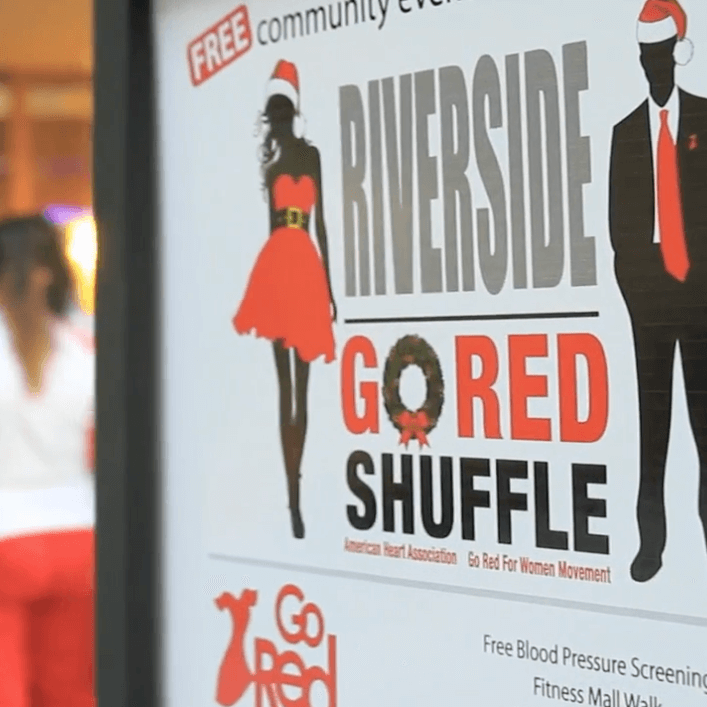 FREE community
RIVERSIDE
GO RED
SHUFFLE
American Heart Association Go Red For Women Movement
Go
Red
Free Blood Pressure Screening
Fitness Mall